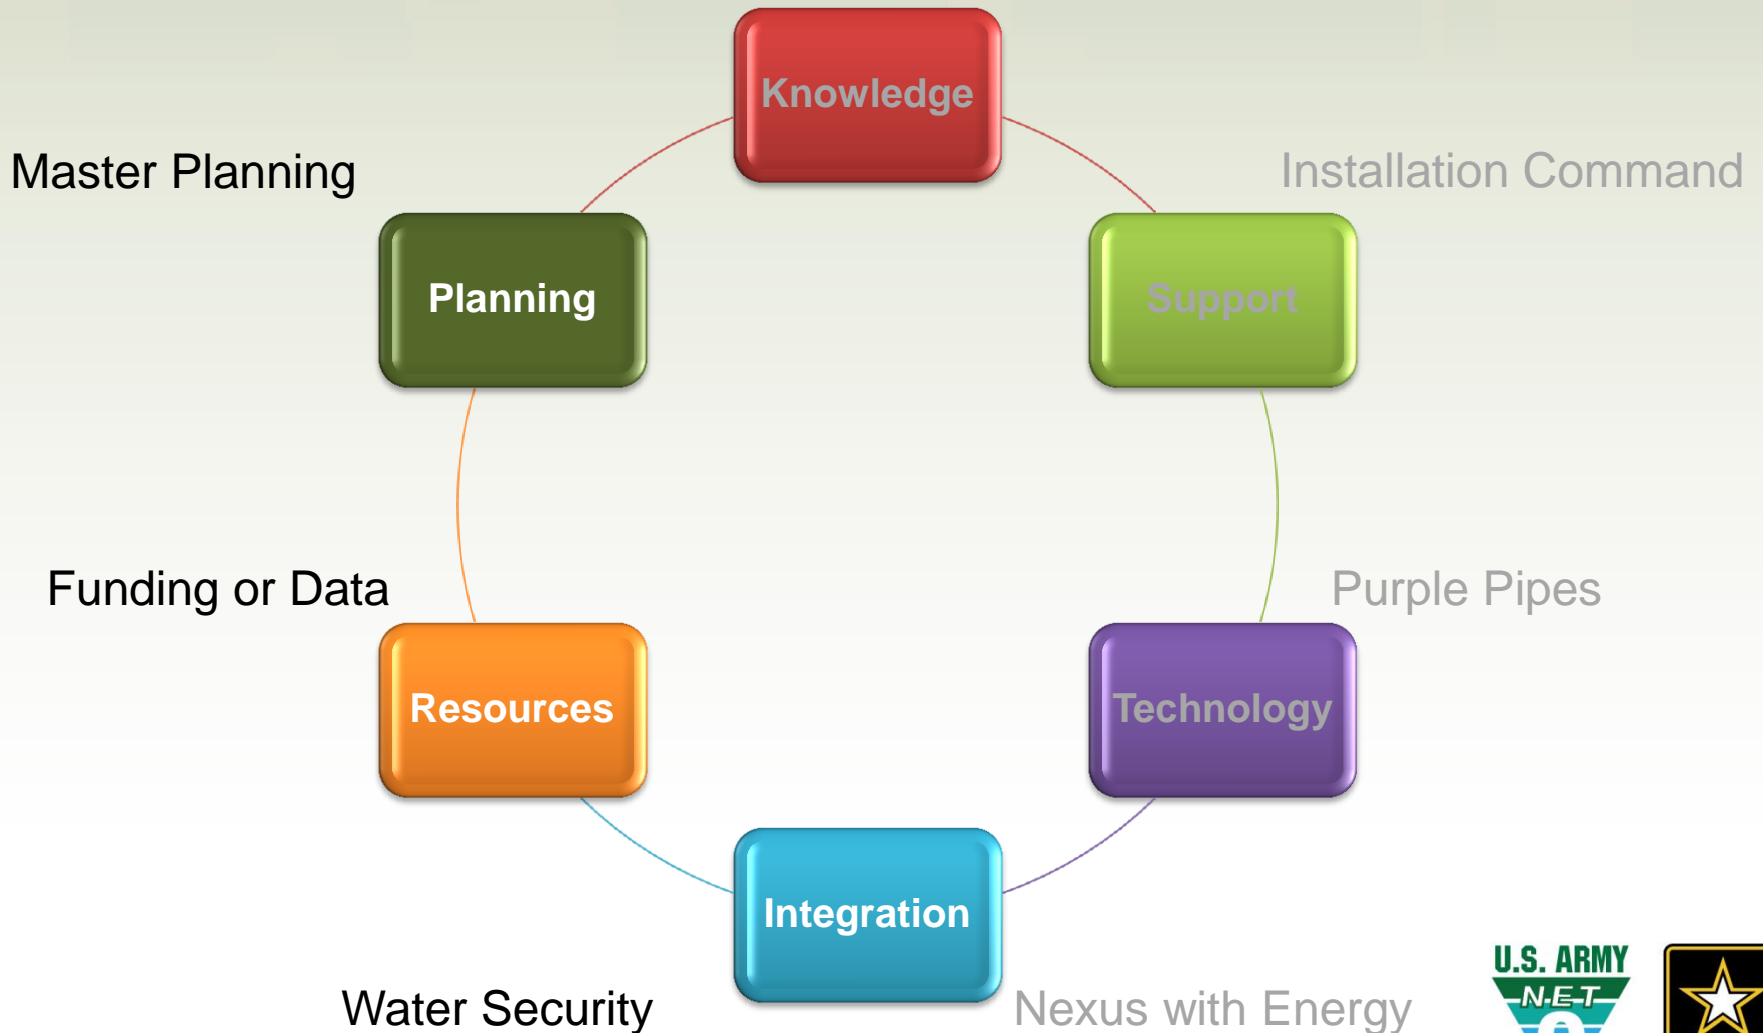 Knowledge
Master Planning
Installation Command
Planning
Support
Funding or Data
Purple Pipes
Resources
Technology
Integration
Water Security
Nexus with Energy
U.S. ARMY
N-E-T